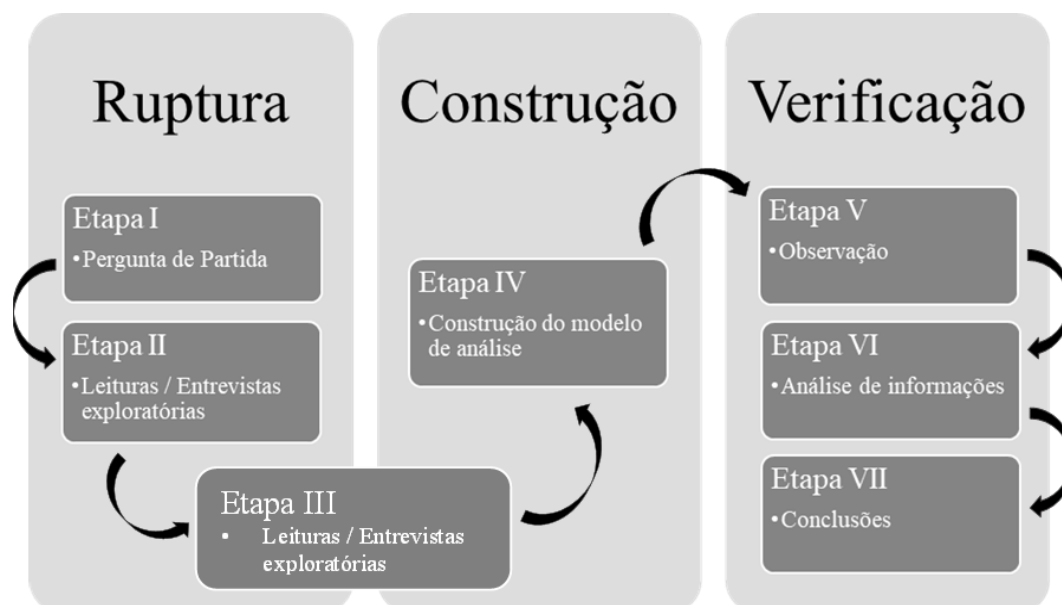 Ruptura
Etapa I
•Pergunta de Partida
Etapa II
•Leituras / Entrevistas
exploratórias
Etapa III
• Leituras / Entrevistas
exploratórias
Construção
Etapa IV
•Construção do modelo
de análise
Verificação
Etapa V
•Observação
Etapa VI
•Análise de informações
Etapa VII
•Conclusões